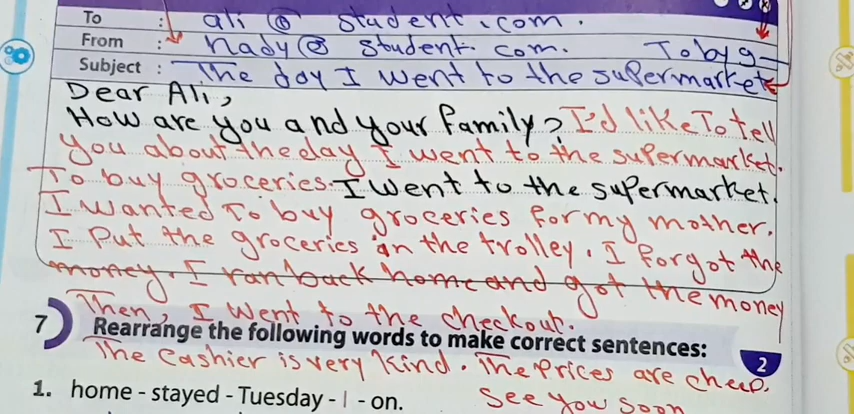 To : ali @ student.com.
From : hady@ student.com. Toby g
Subject : The day I went to the supermarket
Dear Ali,
How are you and your family? I'd like To tell
you about the day I went to the supermarket.
To buy groceries. I went to the supermarket.
I wanted To buy groceries for my mother.
I Put the groceries in the trolley. I forgot the
money. I ran back home and got the money
Then, I went to the checkout.
7 Rearrange the following words to make correct sentences: 2
The Cashier is very kind. The Prices are cheap.
1. home - stayed - Tuesday - I - on. See you soon